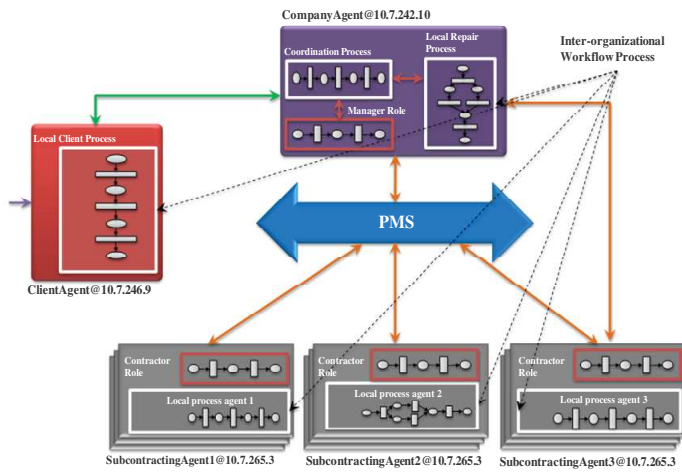 CompanyAgent@10.7.242.10
Coordination Process
Local Repair
Process
Inter-organizational
Workflow Process
Manager Role
Local Client Process
PMS
ClientAgent@10.7.246.9
Contractor
Role
Local process agent 1
Contractor
Role
Local process agent 2
Contractor
Role
Local process agent 3
SubcontractingAgent1@10.7.265.3
SubcontractingAgent2@10.7.265.3
SubcontractingAgent3@10.7.265.3